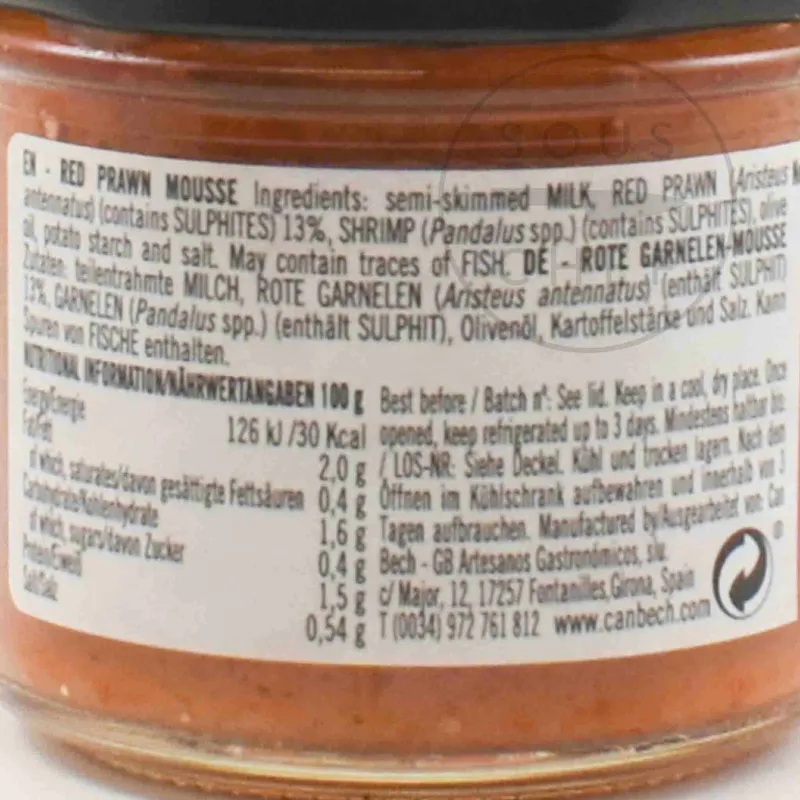 SOUS
CHEF
EN - RED PRAWN MOUSSE Ingredients: semi-skimmed MILK, RED PRAWN (Aristeus
antennatus) (contains SULPHITES) 13%, SHRIMP (Pandalus spp.) (contains SULPHITES), olive
oil, potato starch and salt. May contain traces of FISH. DE - ROTE GARNELEN-MOUSSE
Zutaten: teilentrahmte MILCH, ROTE GARNELEN (Aristeus antennatus) (enthält SULPHIT)
13%, GARNELEN (Pandalus spp.) (enthält SULPHIT), Olivenöl, Kartoffelstärke und Salz. Kann
Spuren von FISCHE enthalten.
NUTRITIONAL INFORMATION/NÄHRWERTANGABEN 100 g
Energy/Energie 126 kJ /30 Kcal
Fat/Fett 2,0 g
of which, saturates/davon gesättigte Fettsäuren 0,4 g
Carbohydrate/Kohlenhydrate 1,6 g
of which, sugars/davon Zucker 0,4 g
Protein/Eiweiß 1,5 g
Salt/Salz 0,54 g
Best before / Batch nº: See lid. Keep in a cool, dry place. Once
opened, keep refrigerated up to 3 days. Mindestens haltbar bis
/ LOS-NR: Siehe Deckel. Kühl und trocken lagern. Nach dem
Öffnen im Kühlschrank aufbewahren und innerhalb von 3
Tagen aufbrauchen. Manufactured by/Ausgearbeitet von: Can
Bech - GB Artesanos Gastronómicos, slu.
c/ Major, 12, 17257 Fontanilles, Girona, Spain
T (0034) 972 761 812 www.canbech.com